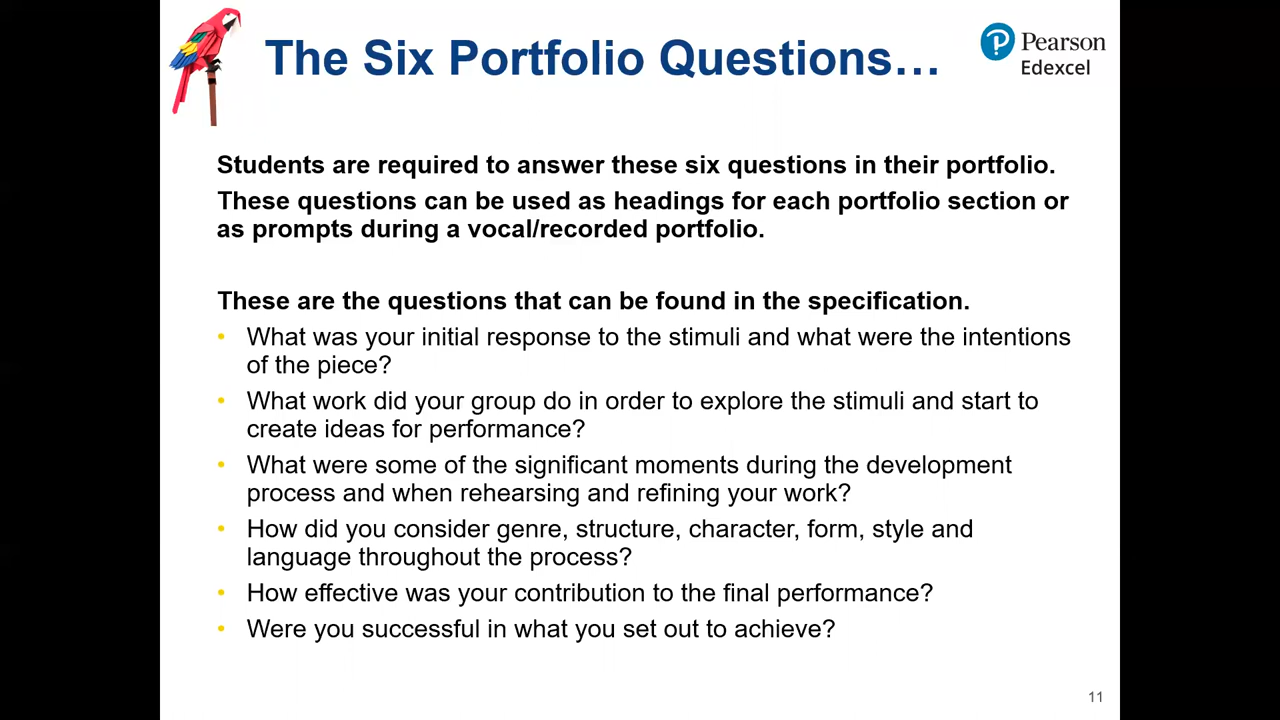 The Six Portfolio Questions…
Pearson
Edexcel
Students are required to answer these six questions in their portfolio.
These questions can be used as headings for each portfolio section or
as prompts during a vocal/recorded portfolio.
These are the questions that can be found in the specification.
• What was your initial response to the stimuli and what were the intentions
of the piece?
• What work did your group do in order to explore the stimuli and start to
create ideas for performance?
• What were some of the significant moments during the development
process and when rehearsing and refining your work?
• How did you consider genre, structure, character, form, style and
language throughout the process?
• How effective was your contribution to the final performance?
• Were you successful in what you set out to achieve?
11